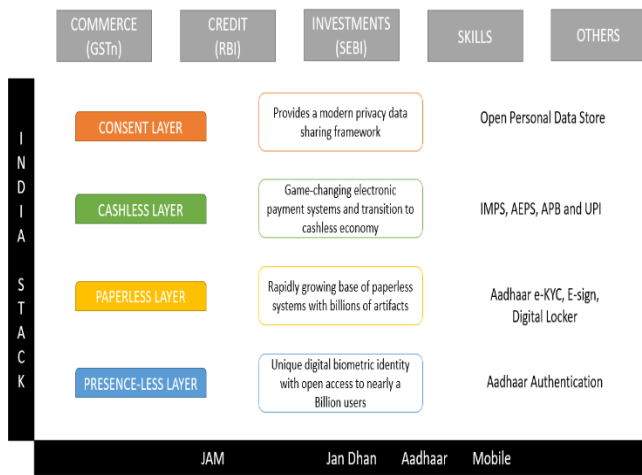 COMMERCE
(GSTn)
CREDIT
(RBI)
INVESTMENTS
(SEBI)
SKILLS
OTHERS
INDIA STACK
CONSENT LAYER
Provides a modern privacy data
sharing framework
Open Personal Data Store
CASHLESS LAYER
Game-changing electronic
payment systems and transition to
cashless economy
IMPS, AEPS, APB and UPI
PAPERLESS LAYER
Rapidly growing base of paperless
systems with billions of artifacts
Aadhaar e-KYC, E-sign,
Digital Locker
PRESENCE-LESS LAYER
Unique digital biometric identity
with open access to nearly a
Billion users
Aadhaar Authentication
JAM Jan Dhan Aadhaar Mobile